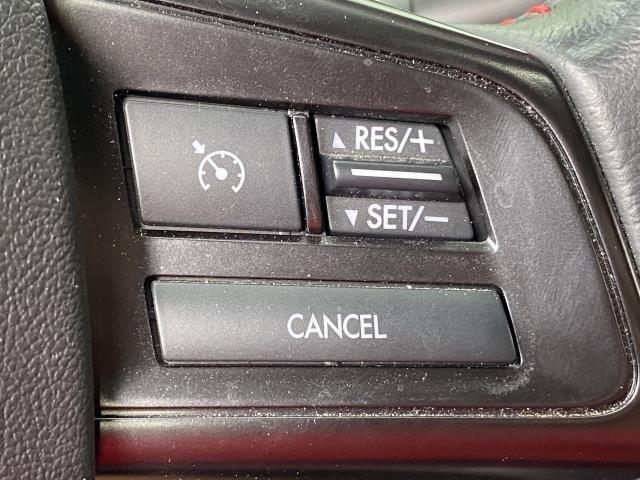 ▲ RES/+
▼ SET/−
CANCEL